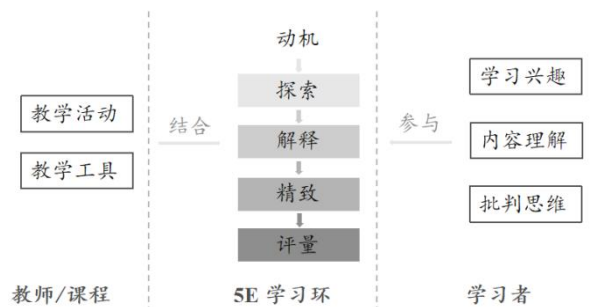 动机
探索
解释
精致
评量
教学活动
教学工具
结合
参与
学习兴趣
内容理解
批判思维
教师/课程
5E 学习环
学习者